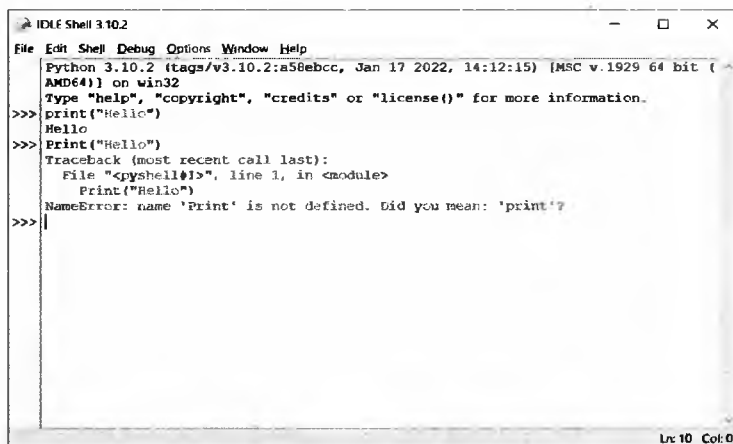 IDLE Shell 3.10.2
File Edit Shell Debug Options Window Help
Python 3.10.2 (tags/v3.10.2:a58ebcc, Jan 17 2022, 14:12:15) [MSC v.1929 64 bit (
AMD64)] on win32
Type "help", "copyright", "credits" or "license()" for more information.
>>> print("Hello")
Hello
>>> Print("Hello")
Traceback (most recent call last):
File "<pyshell#1>", line 1, in <module>
Print("Hello")
NameError: name 'Print' is not defined. Did you mean: 'print'?
>>>
Ln: 10 Col: 0